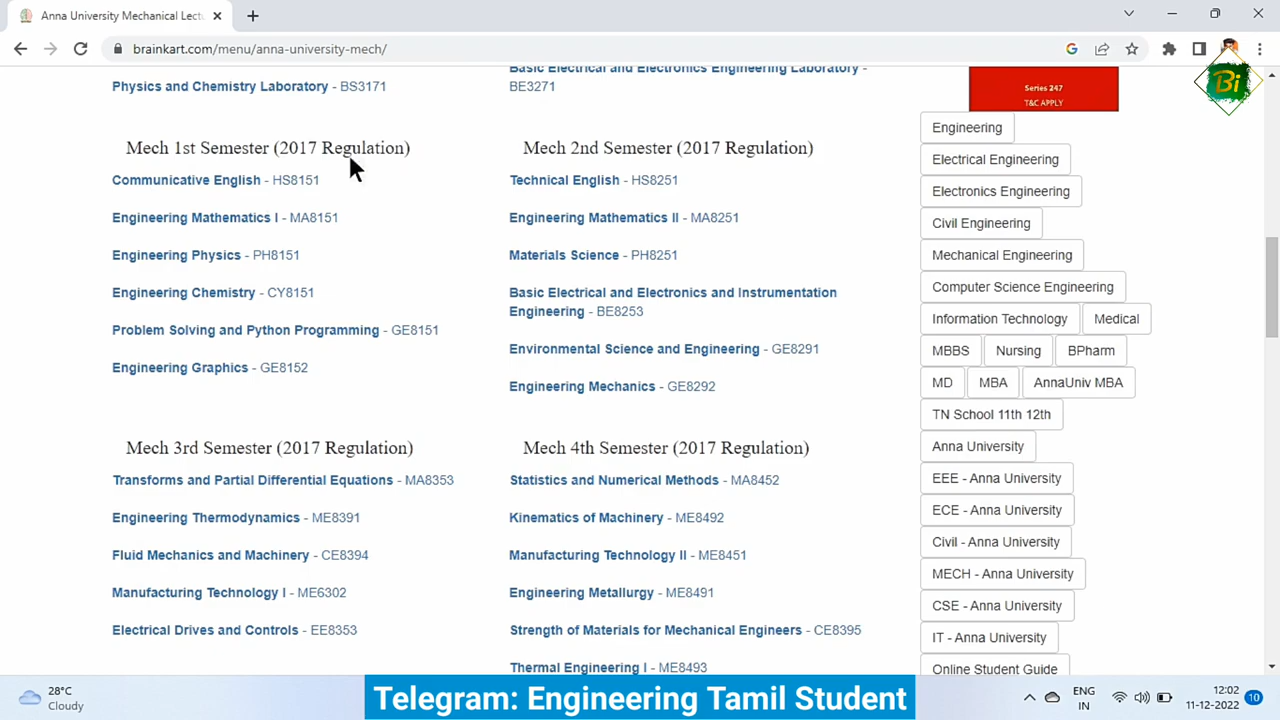 Anna University Mechanical Lectu
brainkart.com/menu/anna-university-mech/
Physics and Chemistry Laboratory - BS3171
Basic Electrical and Electronics Engineering Laboratory -
BE3271
Series 247
T&C APPLY
Bi
Mech 1st Semester (2017 Regulation)
Communicative English - HS8151
Engineering Mathematics I - MA8151
Engineering Physics - PH8151
Engineering Chemistry - CY8151
Problem Solving and Python Programming - GE8151
Engineering Graphics - GE8152
Mech 2nd Semester (2017 Regulation)
Technical English - HS8251
Engineering Mathematics II - MA8251
Materials Science - PH8251
Basic Electrical and Electronics and Instrumentation
Engineering - BE8253
Environmental Science and Engineering - GE8291
Engineering Mechanics - GE8292
Mech 3rd Semester (2017 Regulation)
Transforms and Partial Differential Equations - MA8353
Engineering Thermodynamics - ME8391
Fluid Mechanics and Machinery - CE8394
Manufacturing Technology I - ME6302
Electrical Drives and Controls - EE8353
Mech 4th Semester (2017 Regulation)
Statistics and Numerical Methods - MA8452
Kinematics of Machinery - ME8492
Manufacturing Technology II - ME8451
Engineering Metallurgy - ME8491
Strength of Materials for Mechanical Engineers - CE8395
Thermal Engineering I - ME8493
Engineering
Electrical Engineering
Electronics Engineering
Civil Engineering
Mechanical Engineering
Computer Science Engineering
Information Technology Medical
MBBS Nursing BPharm
MD MBA AnnaUniv MBA
TN School 11th 12th
Anna University
EEE - Anna University
ECE - Anna University
Civil - Anna University
MECH - Anna University
CSE - Anna University
IT - Anna University
Online Student Guide
28°C
Cloudy
Telegram: Engineering Tamil Student
ENG
IN
12:02
11-12-2022
10